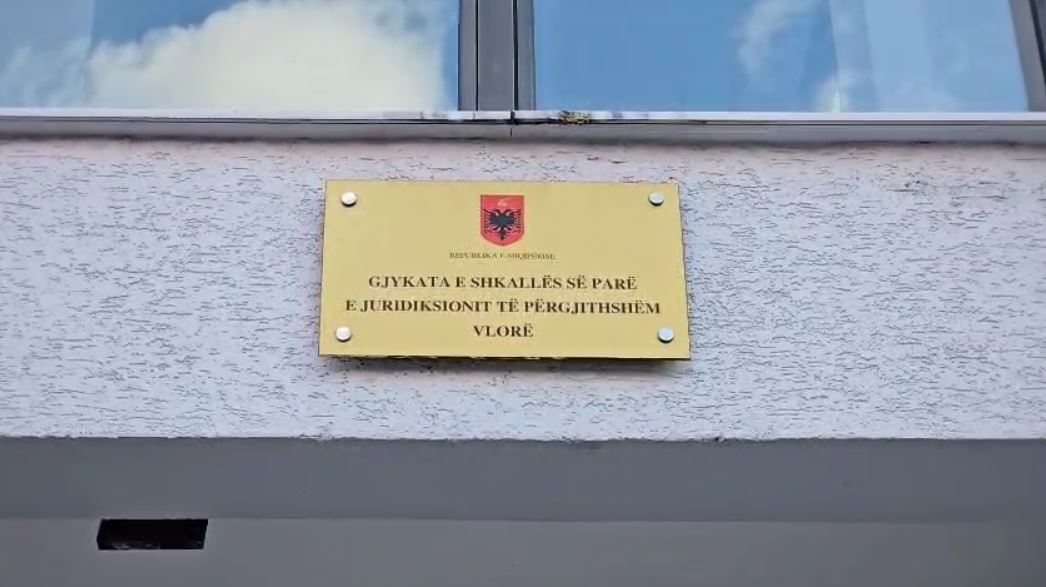 REPUBLIKA E SHQIPËRISË
GJYKATA E SHKALLËS SË PARË
E JURIDIKSIONIT TË PËRGJITHSHËM
VLORË